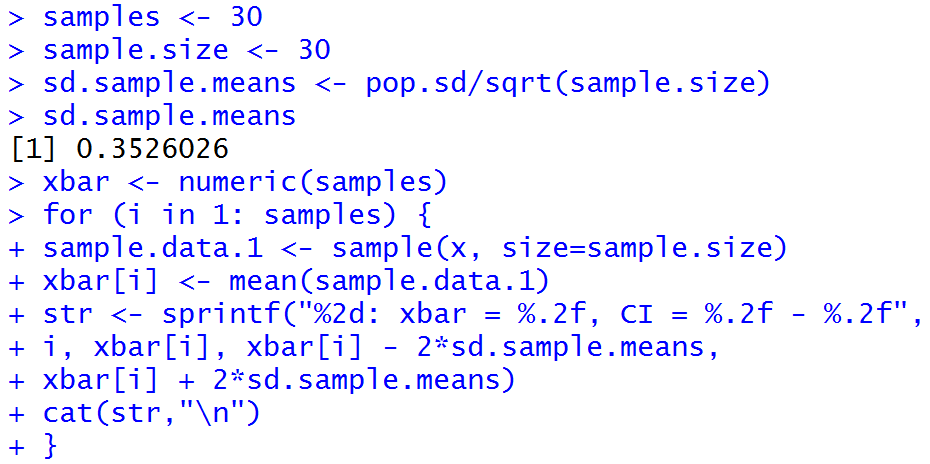 > samples <- 30
> sample.size <- 30
> sd.sample.means <- pop.sd/sqrt(sample.size)
> sd.sample.means
[1] 0.3526026
> xbar <- numeric(samples)
> for (i in 1: samples) {
+ sample.data.1 <- sample(x, size=sample.size)
+ xbar[i] <- mean(sample.data.1)
+ str <- sprintf("%2d: xbar = %.2f, CI = %.2f - %.2f",
+ i, xbar[i], xbar[i] - 2*sd.sample.means,
+ xbar[i] + 2*sd.sample.means)
+ cat(str,"\n")
+ }